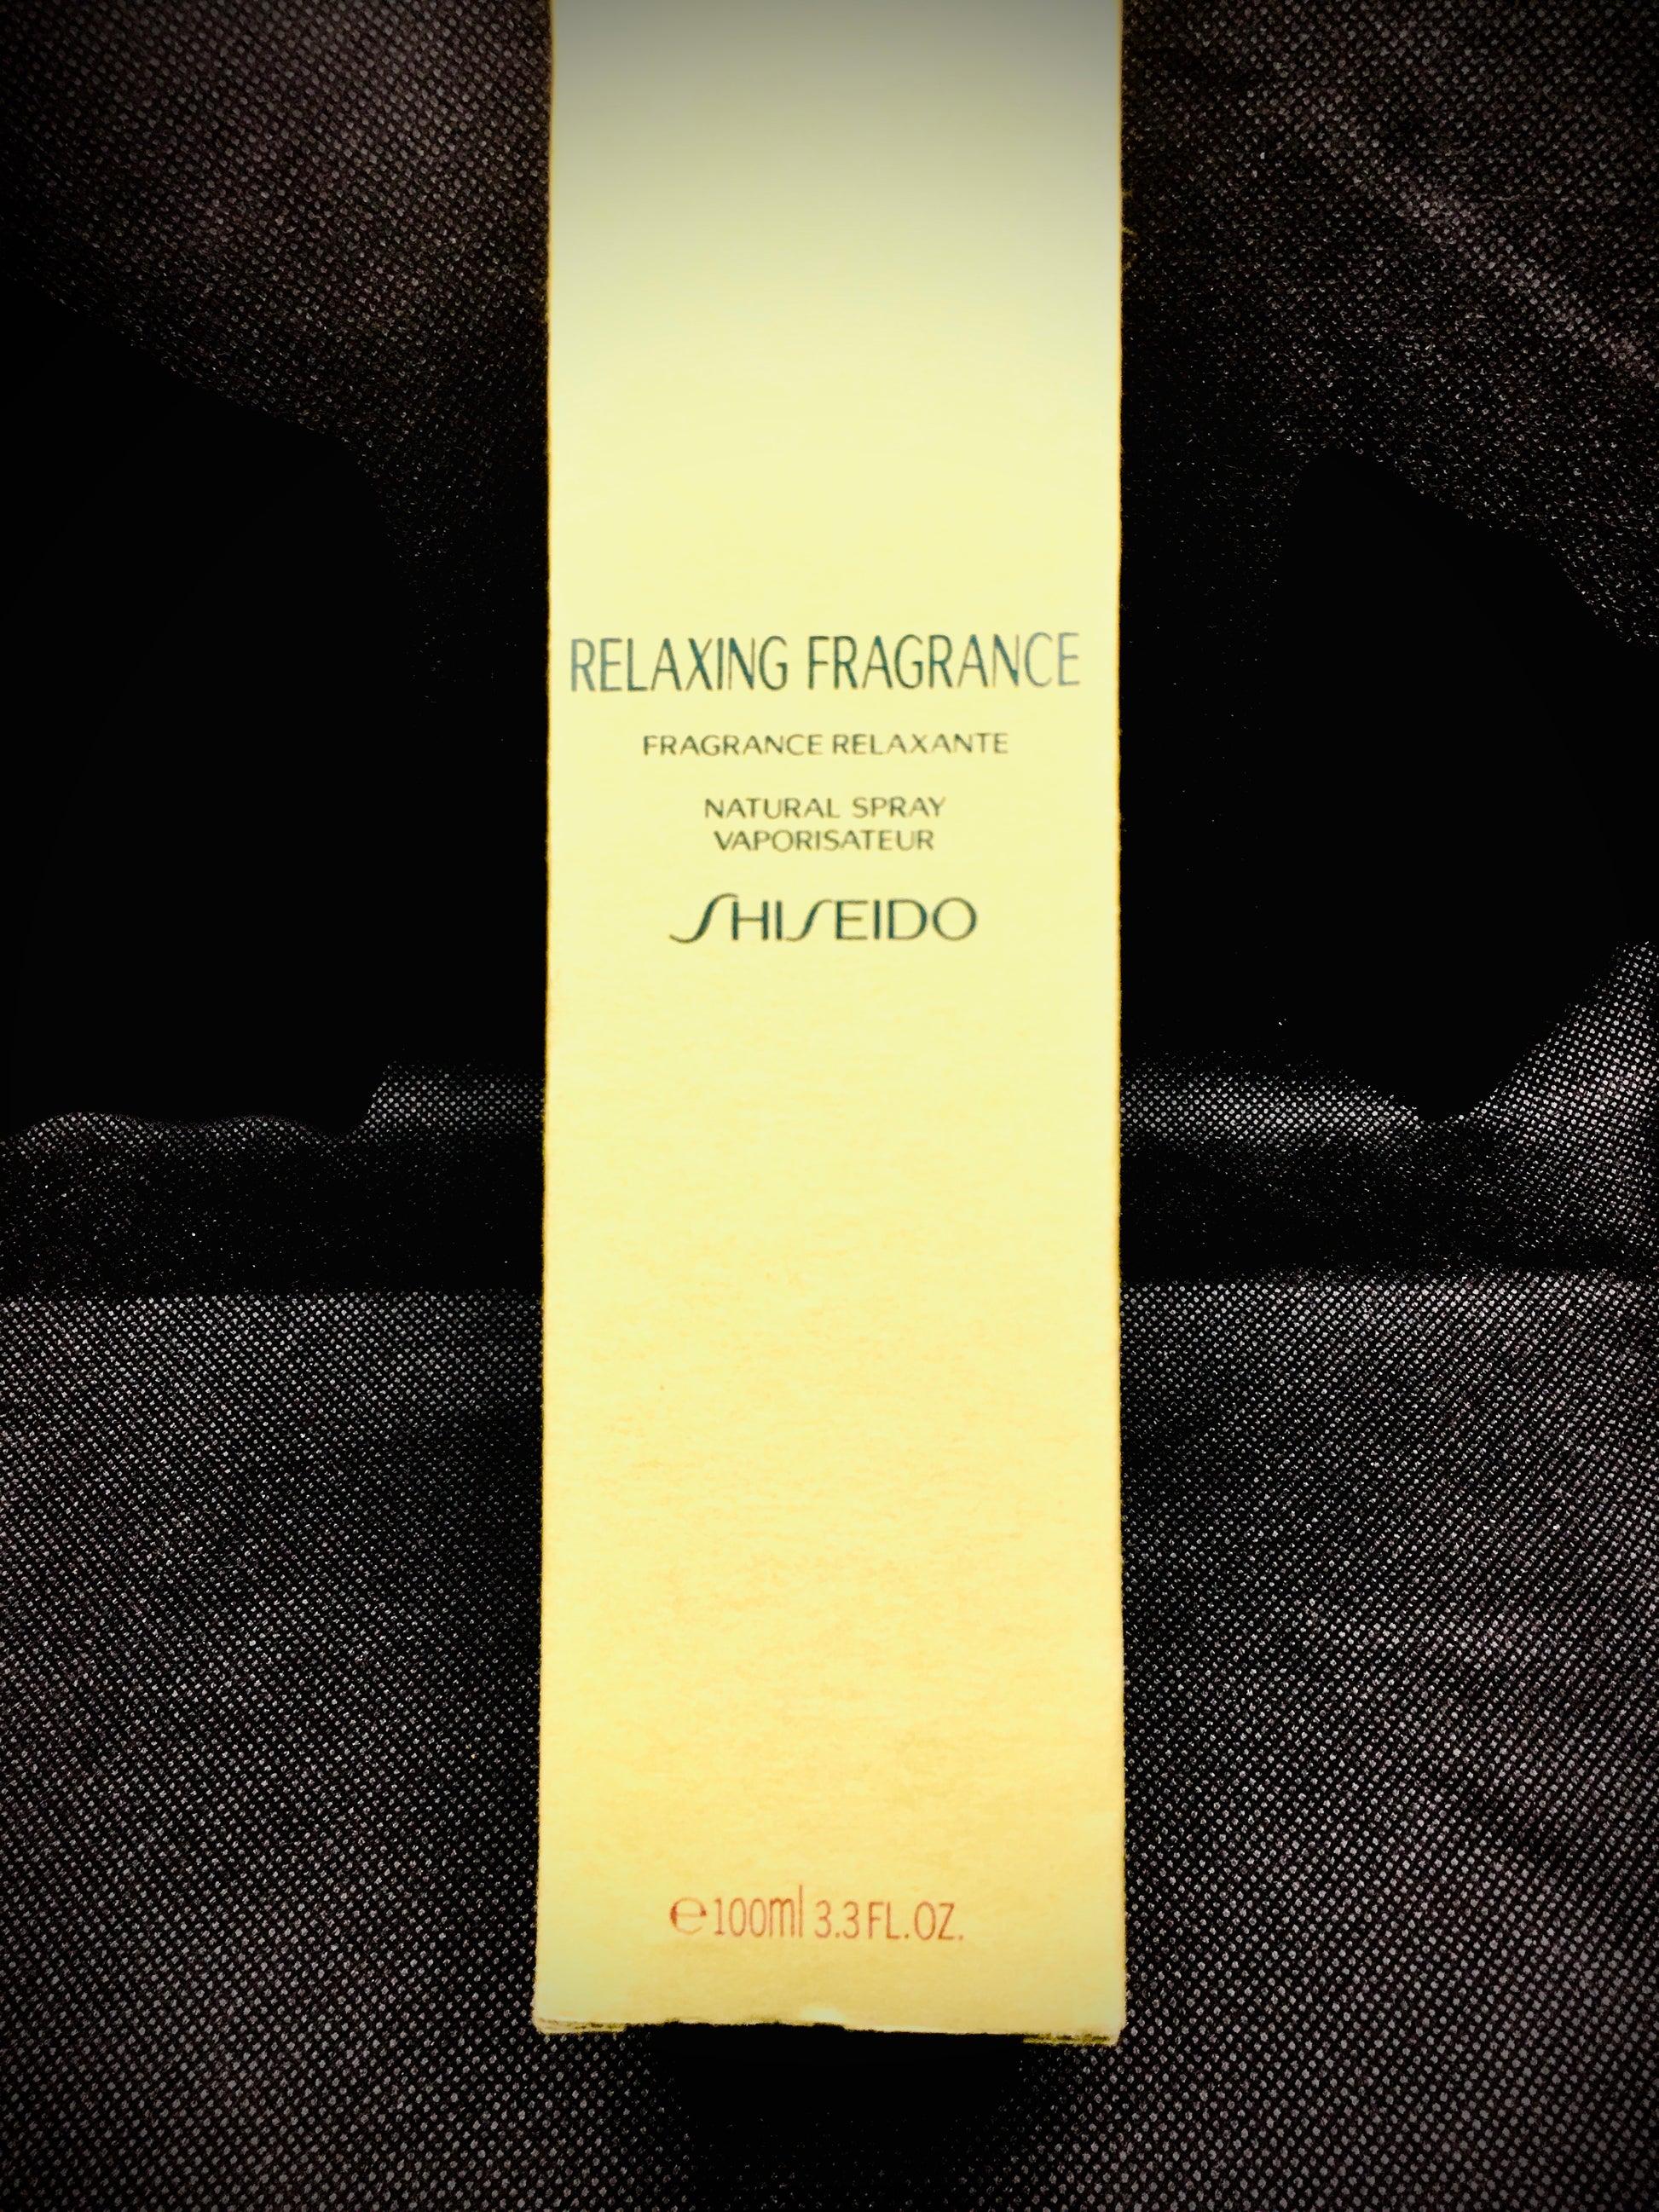 RELAXING FRAGRANCE
FRAGRANCE RELAXANTE
NATURAL SPRAY
VAPORISATEUR
SHISEIDO
℮100ml 3.3 FL.OZ.